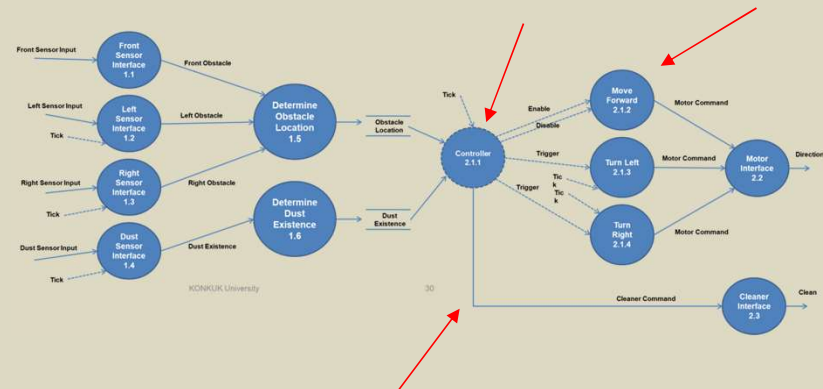 Front Sensor Input
Front
Sensor
Interface
1.1
Front Obstacle
Left Sensor Input
Tick
Left
Sensor
Interface
1.2
Left Obstacle
Right Sensor Input
Tick
Right
Sensor
Interface
1.3
Right Obstacle
Dust Sensor Input
Tick
Dust
Sensor
Interface
1.4
Dust Existence
Determine
Obstacle
Location
1.5
Determine
Dust
Existence
1.6
Obstacle
Location
Dust
Existence
Tick
Controller
2.1.1
Enable
Disable
Trigger
Trigger
Tic
k
Tic
k
Move
Forward
2.1.2
Turn Left
2.1.3
Turn
Right
2.1.4
Motor Command
Motor Command
Motor Command
Motor
Interface
2.2
Direction
Cleaner Command
Cleaner
Interface
2.3
Clean
KONKUK University
30